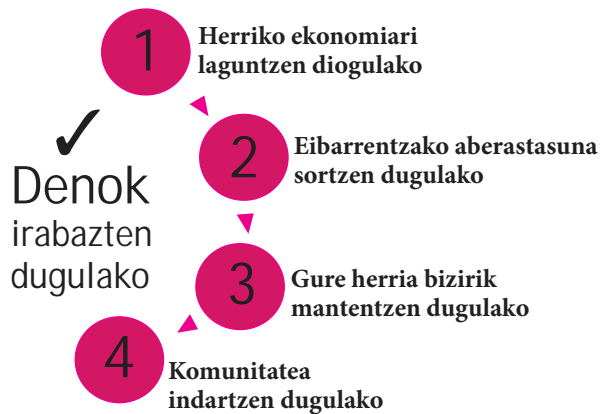 1
Herriko ekonomiari
laguntzen diogulako
✓
Denok
irabazten
dugulako
2
Eibarrentzako aberastasuna
sortzen dugulako
3
Gure herria bizirik
mantentzen dugulako
4
Komunitatea
indartzen dugulako